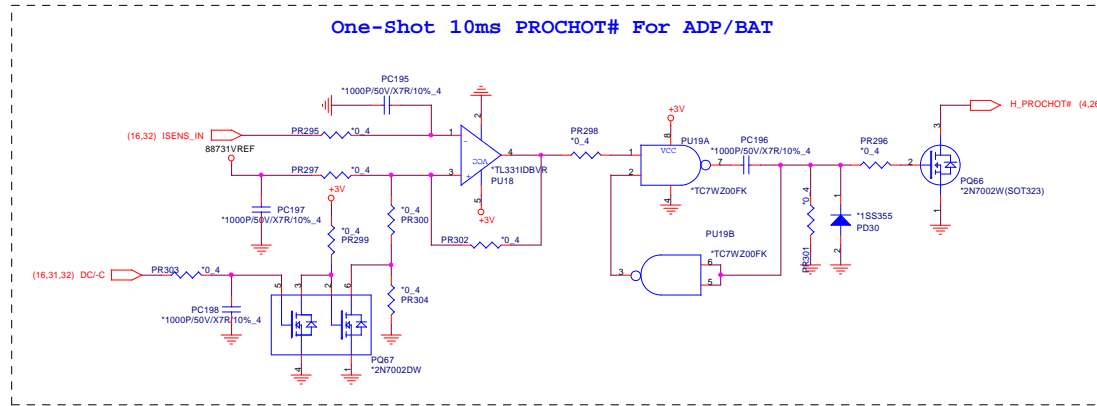 One-Shot 10ms PROCHOT# For ADP/BAT
PC195
*1000P/50V/X7R/10%_4
(16,32) ISENS_IN
PR295
*0_4
88731VREF
PR297
*0_4
1
-
3
+
VCC
2
4
5
*TL331IDBVR
PU18
+3V
PC197
*1000P/50V/X7R/10%_4
+3V
*0_4
PR299
*0_4
PR300
PR302
*0_4
(16,31,32) DC/-C
PR303
*0_4
PC198
*1000P/50V/X7R/10%_4
5
3
2
6
4
1
*0_4
PR304
PQ67
*2N7002DW
PR298
*0_4
+3V
8
PU19A
VCC
1
2
7
4
*TC7WZ00FK
PC196
*1000P/50V/X7R/10%_4
PU19B
*TC7WZ00FK
3
6
5
*0_4
PR301
1
*1SS355
PD30
2
PR296
*0_4
2
3
1
PQ66
*2N7002W(SOT323)
H_PROCHOT# (4,26